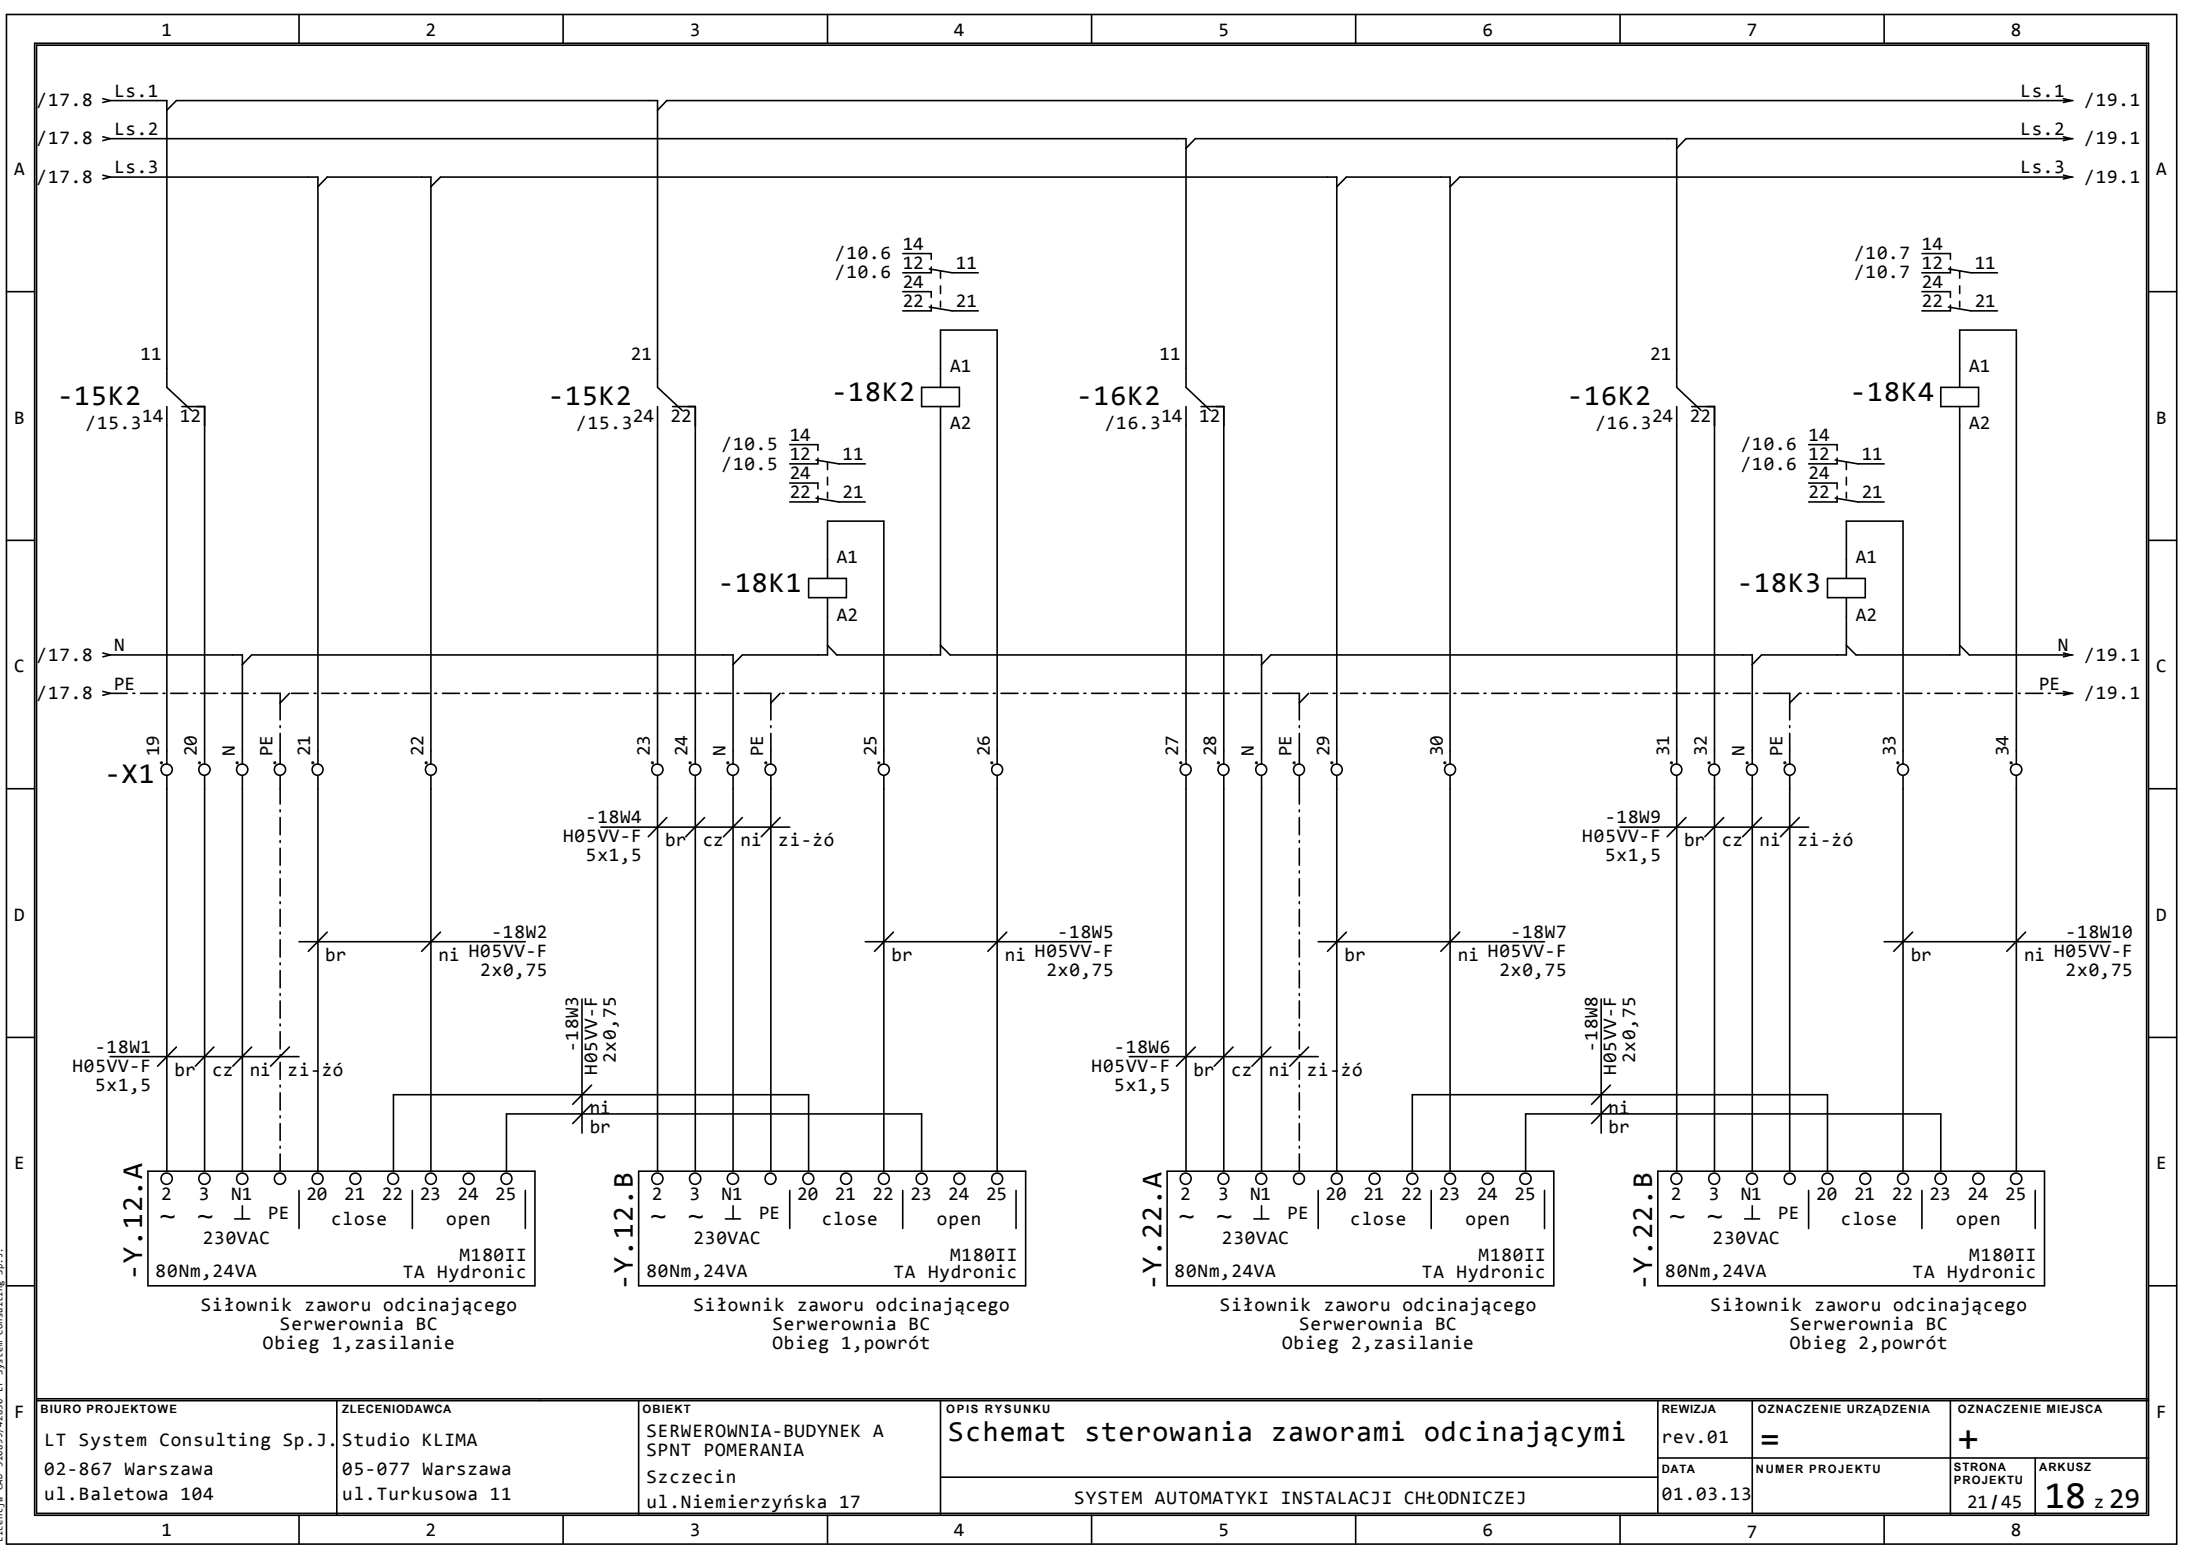 1 2 3 4 5 6 7 8
/17.8 Ls.1 Ls.1 /19.1
/17.8 Ls.2 Ls.2 /19.1
A /17.8 Ls.3 Ls.3 /19.1 A
/10.6 14 /10.7 14
/10.6 12 11 /10.7 12 11
24 24
22 21 22 21
11 21 11 21
A1 A1
-15K2 -15K2 -18K2 -16K2 -16K2 -18K4
/15.3 14 12 /15.3 24 22 A2 /16.3 14 12 /16.3 24 22 A2
B B
/10.5 14 /10.6 14
/10.5 12 11 /10.6 12 11
24 24
22 21 22 21
A1 A1
-18K1 -18K3
A2 A2
/17.8 N N /19.1
C C
/17.8 PE PE /19.1
19 20 N PE 21 22 23 24 N PE 25 26 27 28 N PE 29 30 31 32 N PE 33 34
-X1
-18W4 -18W9
H05VV-F br cz ni zi-żó H05VV-F br cz ni zi-żó
5x1,5 5x1,5
D D
-18W2 -18W5 -18W7 -18W10
br ni H05VV-F br ni H05VV-F br ni H05VV-F br ni H05VV-F
2x0,75 2x0,75 2x0,75 2x0,75
-18W3 -18W8
H05VV-F H05VV-F
2x0,75 2x0,75
-18W1 -18W6
H05VV-F br cz ni zi-żó H05VV-F br cz ni zi-żó
5x1,5 5x1,5
ni ni
br br
E E
-Y.12.A -Y.12.B -Y.22.A -Y.22.B
2 3 N1 20 21 22 23 24 25 2 3 N1 20 21 22 23 24 25 2 3 N1 20 21 22 23 24 25 2 3 N1 20 21 22 23 24 25
~ ~ ⊥ PE close open ~ ~ ⊥ PE close open ~ ~ ⊥ PE close open ~ ~ ⊥ PE close open
230VAC 230VAC 230VAC 230VAC
M180II M180II M180II M180II
80Nm,24VA TA Hydronic 80Nm,24VA TA Hydronic 80Nm,24VA TA Hydronic 80Nm,24VA TA Hydronic
Siłownik zaworu odcinającego Siłownik zaworu odcinającego Siłownik zaworu odcinającego Siłownik zaworu odcinającego
Serwerownia BC Serwerownia BC Serwerownia BC Serwerownia BC
Obieg 1,zasilanie Obieg 1,powrót Obieg 2,zasilanie Obieg 2,powrót
F F
BIURO PROJEKTOWE
LT System Consulting Sp.J.
02-867 Warszawa
ul.Baletowa 104
ZLECENIODAWCA
Studio KLIMA
05-077 Warszawa
ul.Turkusowa 11
OBIEKT
SERWEROWNIA-BUDYNEK A
SPNT POMERANIA
Szczecin
ul.Niemierzyńska 17
OPIS RYSUNKU
Schemat sterowania zaworami odcinającymi
SYSTEM AUTOMATYKI INSTALACJI CHŁODNICZEJ
REWIZJA
rev.01
DATA
01.03.13
OZNACZENIE URZĄDZENIA
=
NUMER PROJEKTU
OZNACZENIE MIEJSCA
+
STRONA
PROJEKTU
21/45
ARKUSZ
18 z 29
1 2 3 4 5 6 7 8